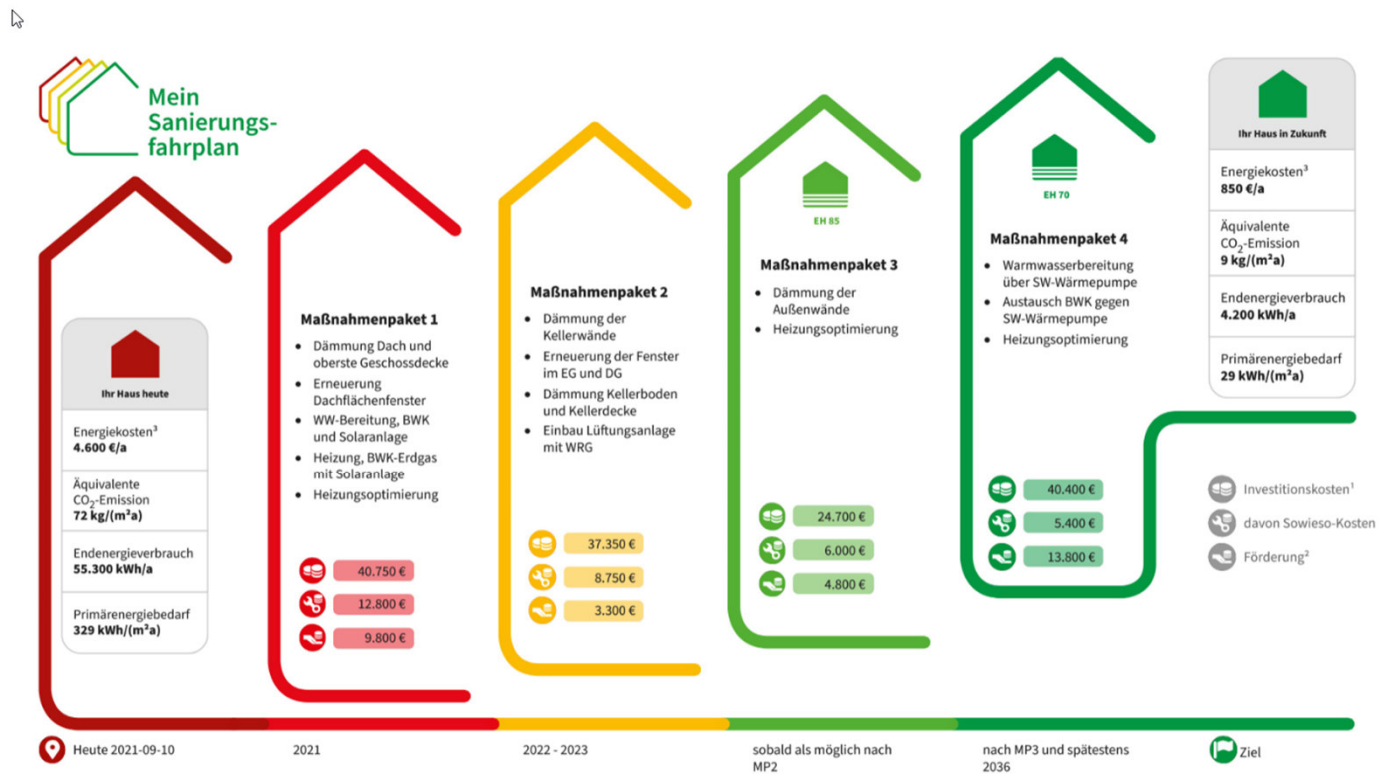 Mein
Sanierungs-
fahrplan
Ihr Haus heute
Energiekosten³
4.600 €/a
Äquivalente
CO₂-Emission
72 kg/(m²a)
Endenergieverbrauch
55.300 kWh/a
Primärenergiebedarf
329 kWh/(m²a)
Maßnahmenpaket 1
• Dämmung Dach und
oberste Geschossdecke
• Erneuerung
Dachflächenfenster
• WW-Bereitung, BWK
und Solaranlage
• Heizung, BWK-Erdgas
mit Solaranlage
• Heizungsoptimierung
40.750 €
12.800 €
9.800 €
Maßnahmenpaket 2
• Dämmung der
Kellerwände
• Erneuerung der Fenster
im EG und DG
• Dämmung Kellerboden
und Kellerdecke
• Einbau Lüftungsanlage
mit WRG
37.350 €
8.750 €
3.300 €
EH 85
Maßnahmenpaket 3
• Dämmung der
Außenwände
• Heizungsoptimierung
24.700 €
6.000 €
4.800 €
EH 70
Maßnahmenpaket 4
• Warmwasserbereitung
über SW-Wärmepumpe
• Austausch BWK gegen
SW-Wärmepumpe
• Heizungsoptimierung
40.400 €
5.400 €
13.800 €
Ihr Haus in Zukunft
Energiekosten³
850 €/a
Äquivalente
CO₂-Emission
9 kg/(m²a)
Endenergieverbrauch
4.200 kWh/a
Primärenergiebedarf
29 kWh/(m²a)
Investitionskosten¹
davon Sowieso-Kosten
Förderung²
Heute 2021-09-10
2021
2022 - 2023
sobald als möglich nach
MP2
nach MP3 und spätestens
2036
Ziel